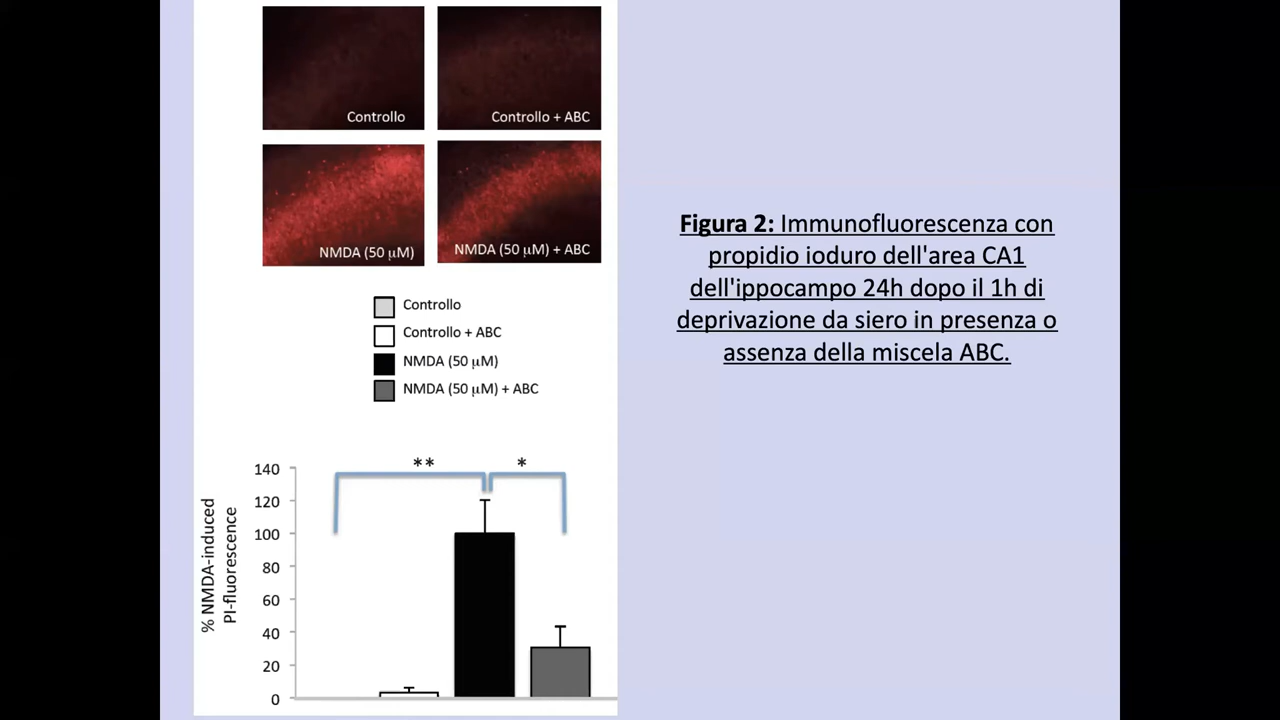 Controllo
Controllo + ABC
NMDA (50 µM)
NMDA (50 µM) + ABC
Controllo
Controllo + ABC
NMDA (50 µM)
NMDA (50 µM) + ABC
% NMDA-induced
PI-fluorescence
140
120
100
80
60
40
20
0
**
*
Figura 2: Immunofluorescenza con
propidio ioduro dell'area CA1
dell'ippocampo 24h dopo il 1h di
deprivazione da siero in presenza o
assenza della miscela ABC.